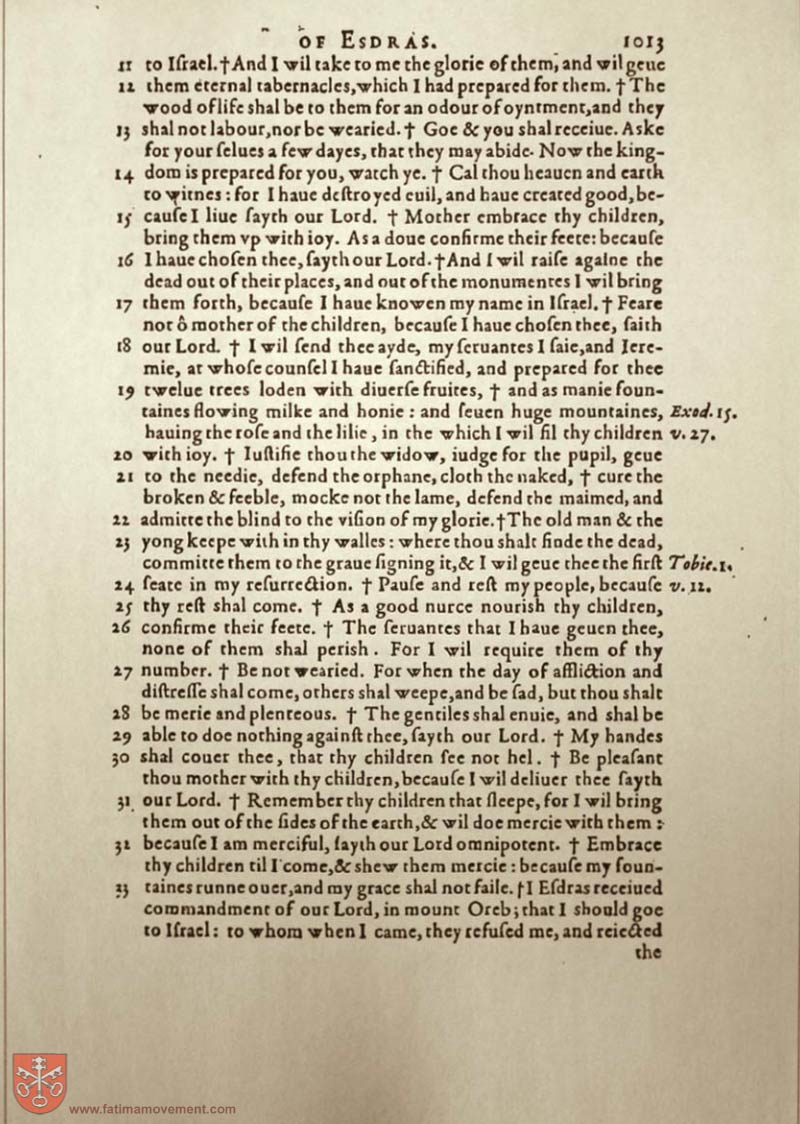 OF ESDRAS. 1013
11 to Iſrael.†And I wil take to me the glorie of them, and wil geue
12 them eternal tabernacles,which I had prepared for them. † The
wood of life shal be to them for an odour of oyntment,and they
13 shal not labour,nor be wearied.† Goe & you shal receiue. Aske
for your ſelues a few dayes, that they may abide. Now the king-
14 dom is prepared for you, watch ye. † Cal thou heauen and earth
to witnes : for I haue deſtroyed euil, and haue created good, be-
15 cauſe I liue ſayth our Lord. † Mother embrace thy children,
bring them vp with ioy. As a doue confirme their feete: becauſe
16 I haue choſen thee, ſayth our Lord.†And I wil raiſe againe the
dead out of their places, and out of the monumentes I wil bring
17 them forth, becauſe I haue knowen my name in Iſrael.† Feare
not ô mother of the children, becauſe I haue choſen thee, ſaith
18 our Lord. † I wil ſend thee ayde, my ſeruantes I ſaie,and Iere-
mie, at whoſe counſel I haue ſanctified, and prepared for thee
19 twelue trees loden with diuerſe fruites, † and as manie foun-
taines flowing milke and honie : and ſeuen huge mountaines, Exod. 15.
hauing the roſe and the lilie , in the which I wil fil thy children v. 27.
20 with ioy. † Iuſtifie thou the widow, iudge for the pupil, geue
21 to the needie, defend the orphane, cloth the naked, † cure the
broken & feeble, mocke not the lame, defend the maimed, and
22 admitte the blind to the viſion of my glorie.†The old man & the
23 yong keepe with in thy walles : where thou shalt finde the dead,
committe them to the graue ſigning it,& I wil geue thee the firſt Tobie. 1.
24 ſeate in my reſurrection. † Pauſe and reſt my people, becauſe v. 12.
25 thy reſt shal come. † As a good nurce nourish thy children,
26 confirme their feete. † The ſeruantes that I haue geuen thee,
none of them shal perish . For I wil require them of thy
27 number. † Be not wearied. For when the day of affliction and
diſtreſſe shal come, others shal weepe,and be ſad, but thou shalt
28 be merie and plenteous. † The gentiles shal enuie, and shal be
29 able to doe nothing againſt thee, ſayth our Lord. † My handes
30 shal couer thee, that thy children ſee not hel . † Be pleaſant
thou mother with thy children, becauſe I wil deliuer thee ſayth
31 our Lord. † Remember thy children that ſleepe, for I wil bring
them out of the ſides of the earth,& wil doe mercie with them :
32 becauſe I am merciful, ſayth our Lord omnipotent. † Embrace
thy children til I come,& shew them mercie : becauſe my foun-
33 taines runne ouer,and my grace shal not faile. † I Eſdras receiued
commandment of our Lord, in mount Oreb; that I should goe
to Iſrael : to whom when I came, they refuſed me, and reiected
the
www.fatimamovement.com